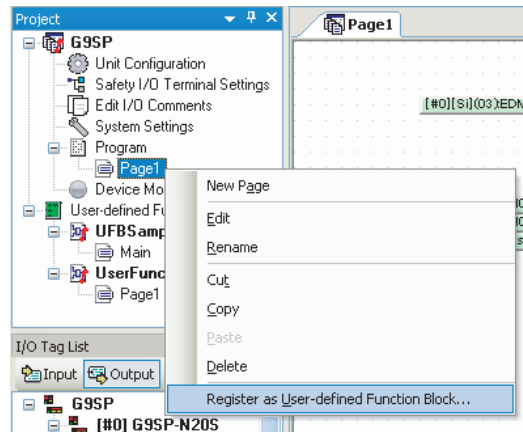 Project
Page1
G9SP
Unit Configuration
Safety I/O Terminal Settings
Edit I/O Comments
System Settings
Program
Page1
Device Mo
User-defined Fu
UFBSamp
Main
UserFunc
Page1
[#0][Si](03):EDM
New Page
Edit
Rename
Cut
Copy
Paste
Delete
Register as User-defined Function Block...
I/O Tag List
Input
Output
G9SP
[#0] G9SP-N20S